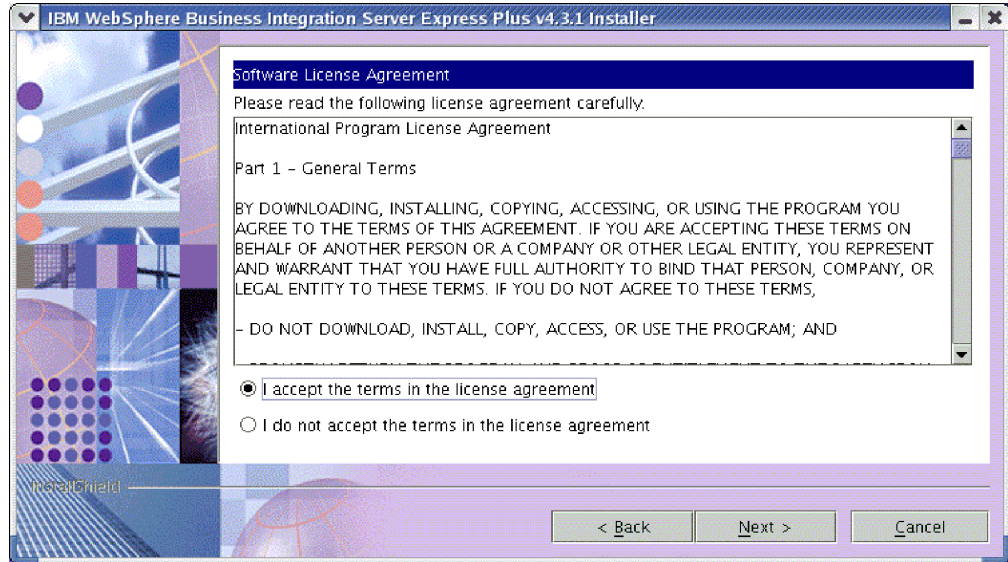 IBM WebSphere Business Integration Server Express Plus v4.3.1 Installer
Software License Agreement
Please read the following license agreement carefully.
International Program License Agreement
Part 1 – General Terms
BY DOWNLOADING, INSTALLING, COPYING, ACCESSING, OR USING THE PROGRAM YOU
AGREE TO THE TERMS OF THIS AGREEMENT. IF YOU ARE ACCEPTING THESE TERMS ON
BEHALF OF ANOTHER PERSON OR A COMPANY OR OTHER LEGAL ENTITY, YOU REPRESENT
AND WARRANT THAT YOU HAVE FULL AUTHORITY TO BIND THAT PERSON, COMPANY, OR
LEGAL ENTITY TO THESE TERMS. IF YOU DO NOT AGREE TO THESE TERMS,
– DO NOT DOWNLOAD, INSTALL, COPY, ACCESS, OR USE THE PROGRAM; AND
I accept the terms in the license agreement
I do not accept the terms in the license agreement
InstallShield
< Back Next > Cancel